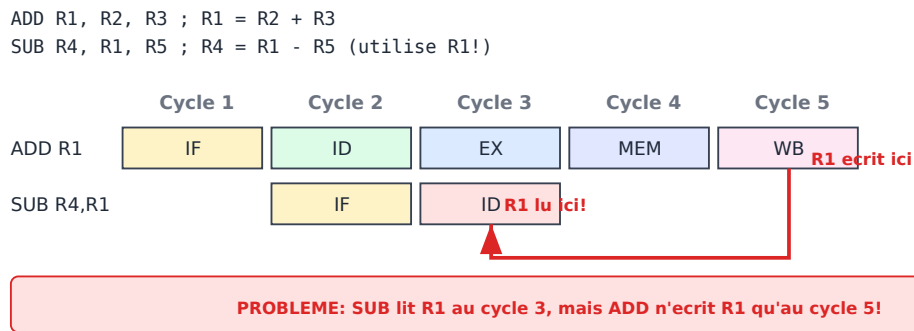 ADD R1, R2, R3 ; R1 = R2 + R3
SUB R4, R1, R5 ; R4 = R1 - R5 (utilise R1!)
Cycle 1 Cycle 2 Cycle 3 Cycle 4 Cycle 5
ADD R1 IF ID EX MEM WB R1 ecrit ici
SUB R4,R1 IF ID R1 lu ici!
PROBLEME: SUB lit R1 au cycle 3, mais ADD n'ecrit R1 qu'au cycle 5!